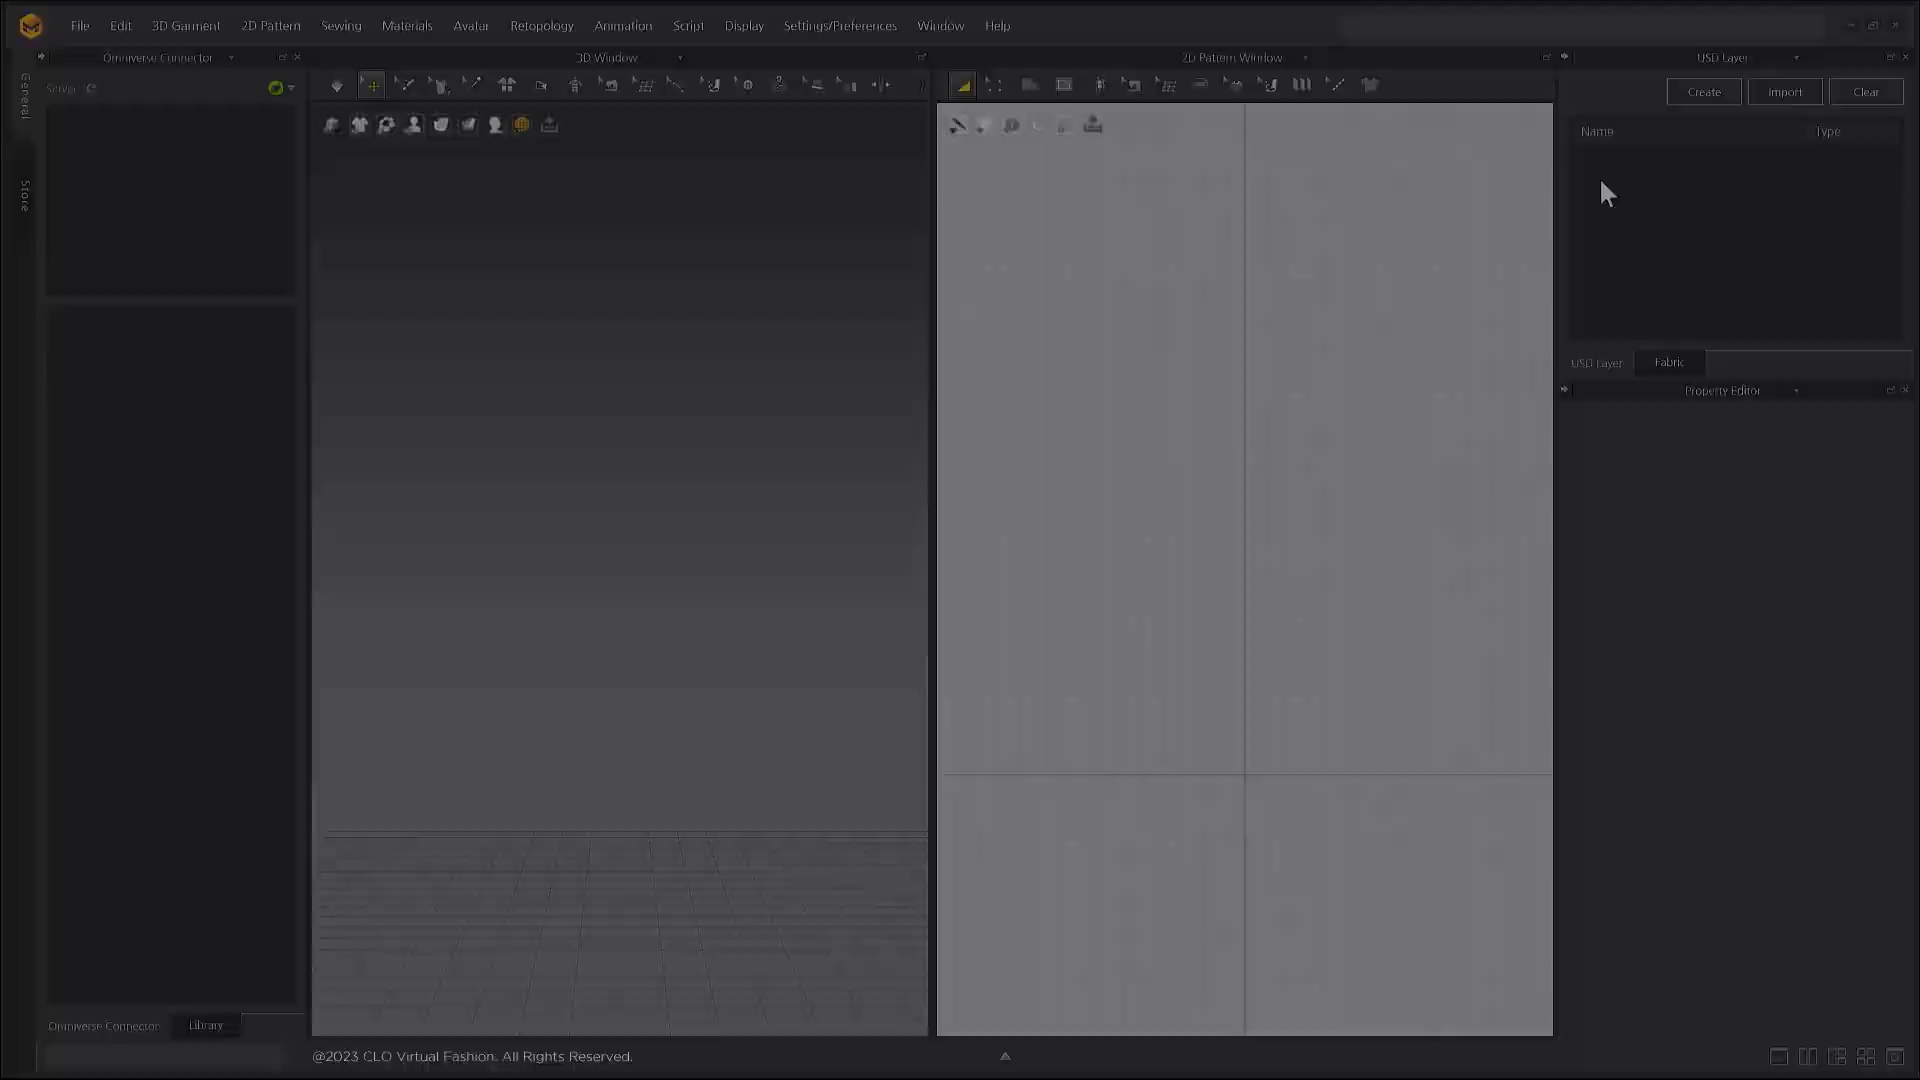 File Edit 3D Garment 2D Pattern Sewing Materials Avatar Retopology Animation Script Display Settings/Preferences Window Help
Omniverse Connector
3D Window
2D Pattern Window
USD Layer
General
Store
Create Import Clear
Name Type
USD Layer Fabric
Property Editor
Omniverse Connector Library
@2023 CLO Virtual Fashion. All Rights Reserved.